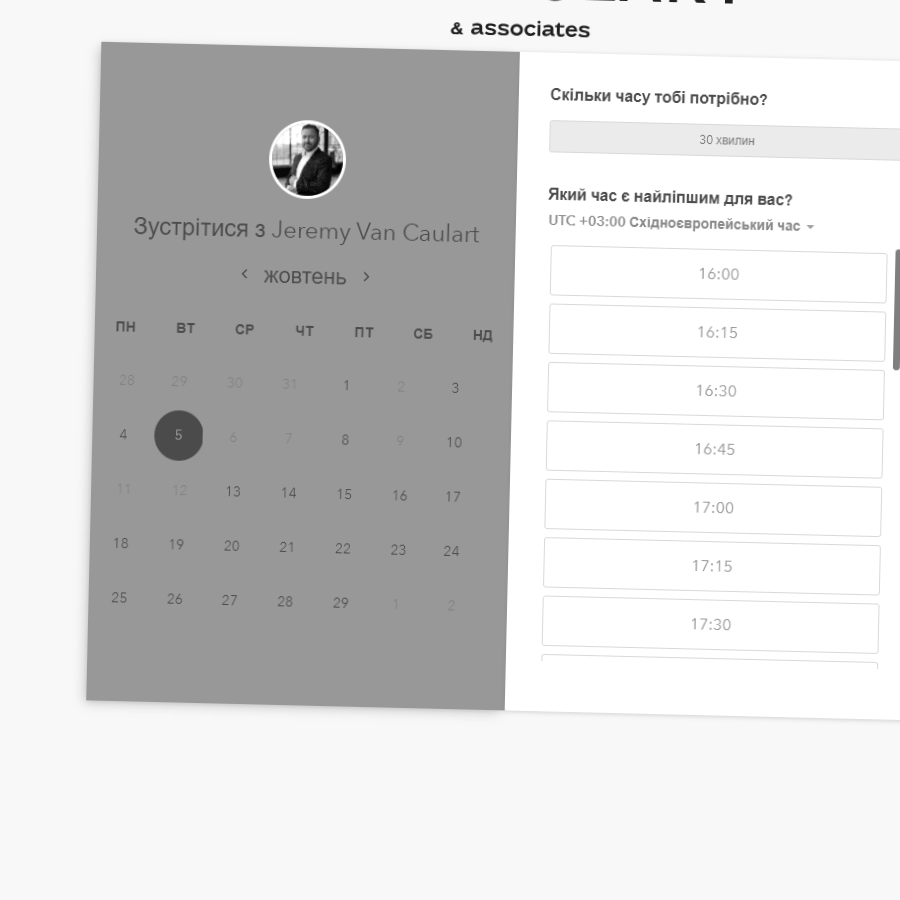 & associates
Зустрітися з Jeremy Van Caulart
жовтень
ПН ВТ СР ЧТ ПТ СБ НД
28 29 30 31 1 2 3
4 5 6 7 8 9 10
11 12 13 14 15 16 17
18 19 20 21 22 23 24
25 26 27 28 29 1 2
Скільки часу тобі потрібно?
30 хвилин
Який час є найліпшим для вас?
UTC +03:00 Східноєвропейський час
16:00
16:15
16:30
16:45
17:00
17:15
17:30